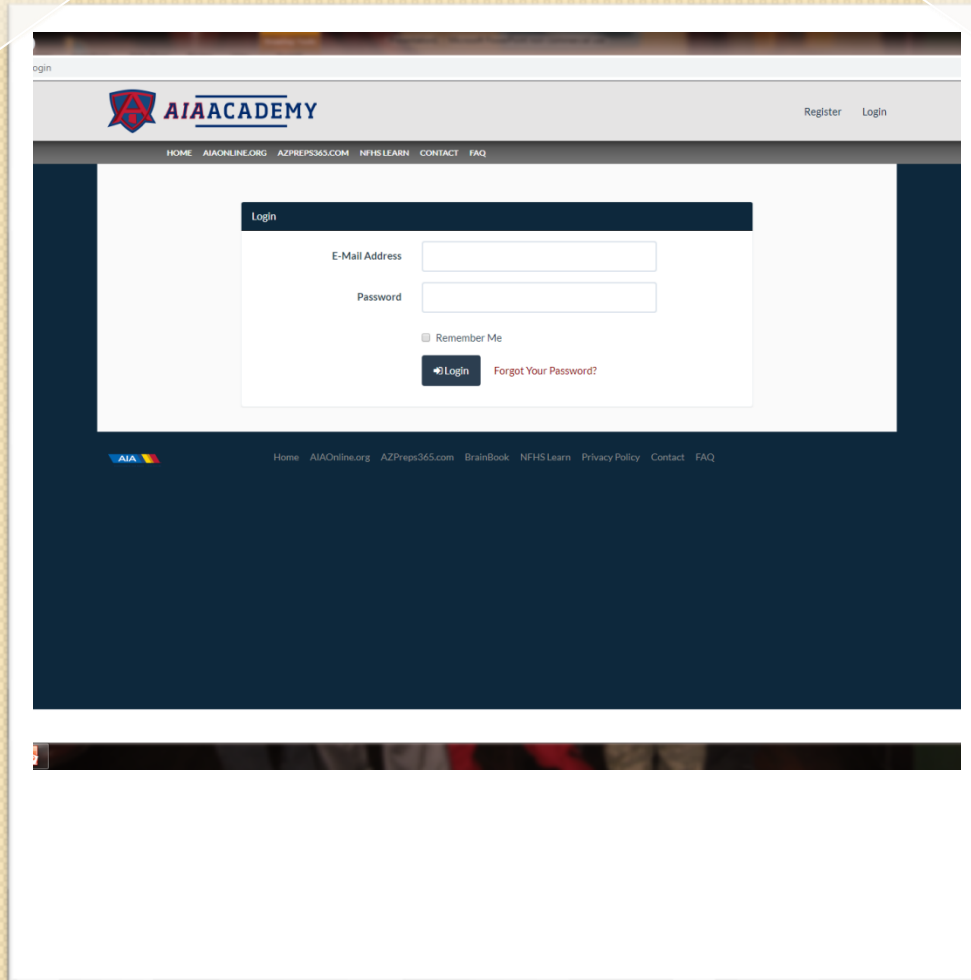 ogin
AIAACADEMY
Register Login
HOME AIAONLINE.ORG AZPREPS365.COM NFHS LEARN CONTACT FAQ
Login
E-Mail Address
Password
Remember Me
Login Forgot Your Password?
AIA Home AIAOnline.org AZPreps365.com BrainBook NFHS Learn Privacy Policy Contact FAQ